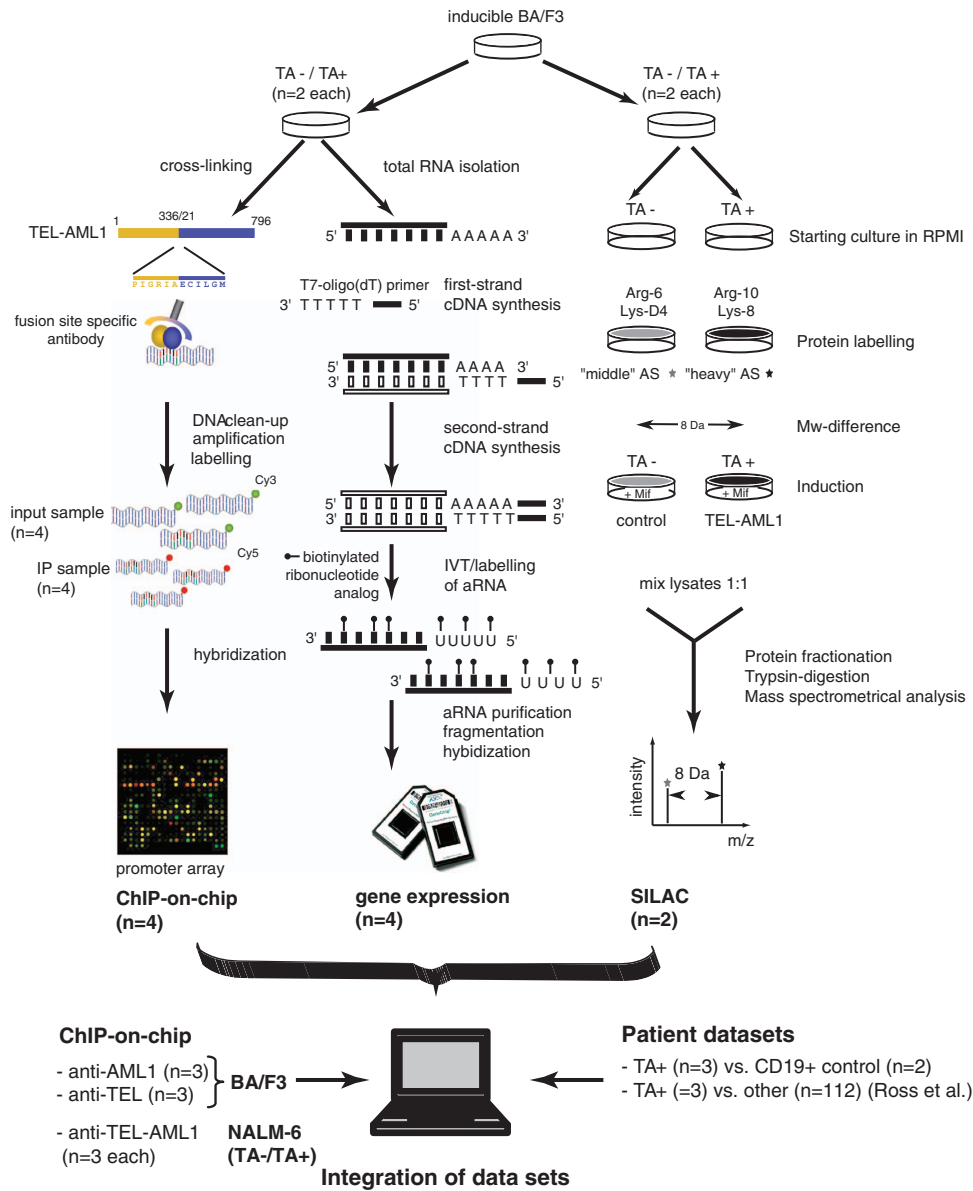 inducible BA/F3
TA - / TA+
(n=2 each)
TA - / TA +
(n=2 each)
cross-linking
total RNA isolation
1
336/21
796
TEL-AML1
PIGRIAECILGM
fusion site specific
antibody
5'
AAAAA 3'
T7-oligo(dT) primer
3' TTTTT
5'
first-strand
cDNA synthesis
5'
AAAA 3'
3'
TTTT
5'
DNAclean-up
amplification
labelling
second-strand
cDNA synthesis
Cy3
input sample
(n=4)
Cy5
IP sample
(n=4)
5'
AAAAA
3'
3'
TTTTT
5'
biotinylated
ribonucleotide
analog
IVT/labelling
of aRNA
3'
UUUUU 5'
3'
U U U U 5'
hybridization
aRNA purification
fragmentation
hybidization
promoter array
ChIP-on-chip
(n=4)
gene expression
(n=4)
TA -
TA +
Starting culture in RPMI
Arg-6
Lys-D4
Arg-10
Lys-8
Protein labelling
"middle" AS
"heavy" AS
8 Da
Mw-difference
TA -
TA +
+ Mif
+ Mif
Induction
control
TEL-AML1
mix lysates 1:1
Protein fractionation
Trypsin-digestion
Mass spectrometrical analysis
intensity
8 Da
m/z
SILAC
(n=2)
ChIP-on-chip
- anti-AML1 (n=3)
- anti-TEL (n=3)
BA/F3
- anti-TEL-AML1
(n=3 each)
NALM-6
(TA-/TA+)
Integration of data sets
Patient datasets
- TA+ (n=3) vs. CD19+ control (n=2)
- TA+ (=3) vs. other (n=112) (Ross et al.)